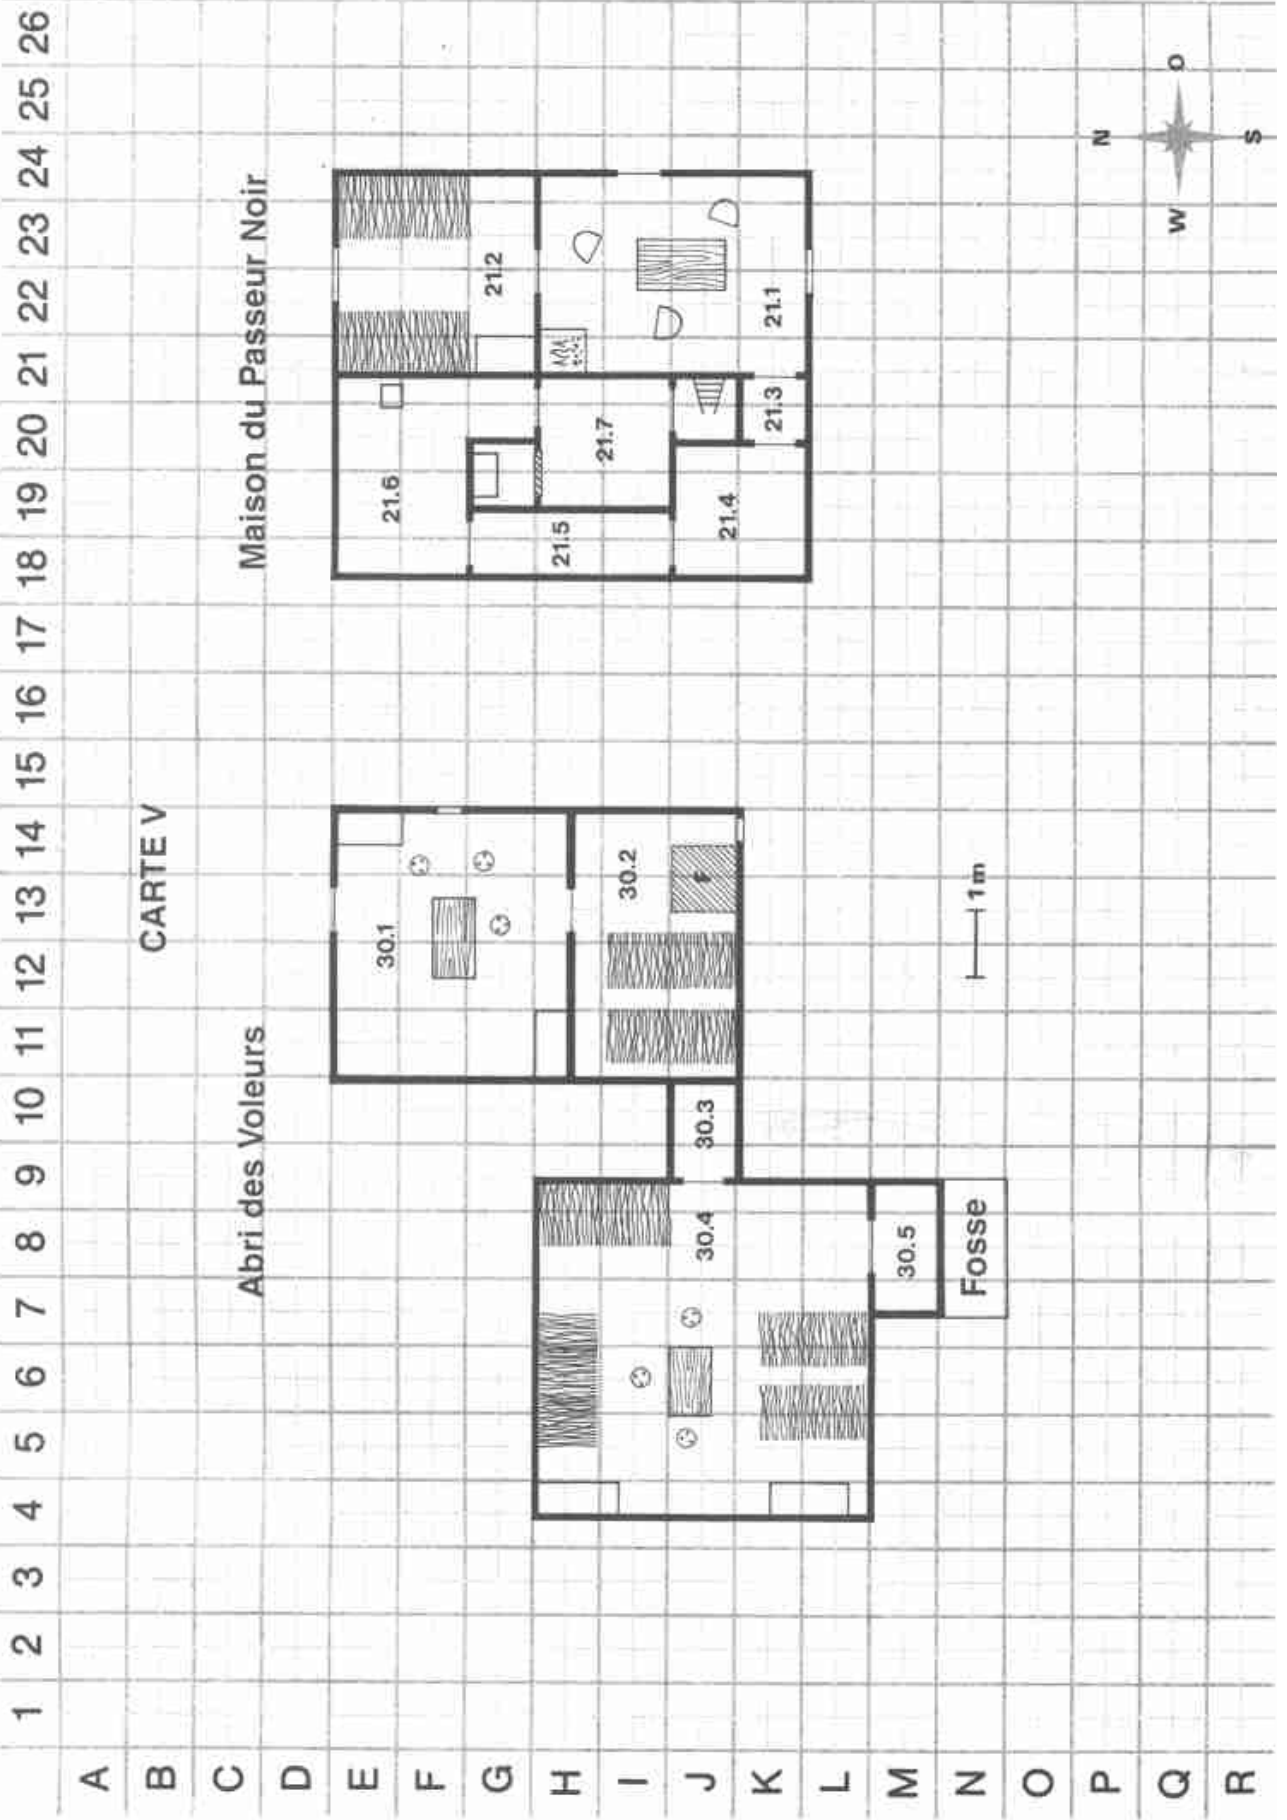 CARTE V
Abri des Voleurs
Maison du Passeur Noir
1 2 3 4 5 6 7 8 9 10 11 12 13 14 15 16 17 18 19 20 21 22 23 24 25 26
A
B
C
D
E
F
G
H
I
J
K
L
M
N
O
P
Q
R
30.1
30.2
F
30.3
30.4
30.5
Fosse
21.6
212
21.5
21.7
21.4
21.3
21.1
1m
N
W
O
S